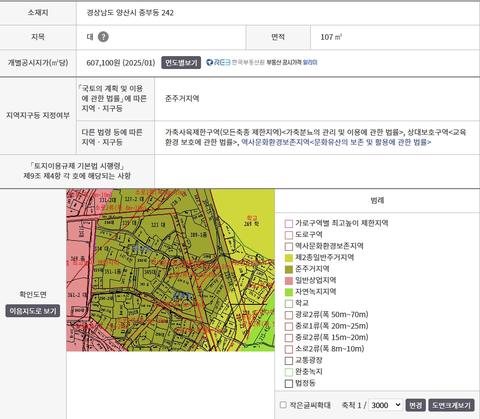 소재지 경상남도 양산시 중부동 242
지목 대 ? 면적 107 ㎡
개별공시지가(㎡당) 607,100원 (2025/01) 연도별보기 REB 한국부동산원 부동산 공시가격 알리미
지역지구등 지정여부
「국토의 계획 및 이용
에 관한 법률」에 따른
지역ㆍ지구등
준주거지역
다른 법령 등에 따른
지역ㆍ지구등
가축사육제한구역(모든축종 제한지역)<가축분뇨의 관리 및 이용에 관한 법률>, 상대보호구역<교육
환경 보호에 관한 법률>, 역사문화환경보존지역<문화유산의 보존 및 활용에 관한 법률>
「토지이용규제 기본법 시행령」
제9조 제4항 각 호에 해당되는 사항
확인도면
이음지도로 보기
학교
범례
가로구역별 최고높이 제한지역
도로구역
역사문화환경보존지역
제2종일반주거지역
준주거지역
일반상업지역
자연녹지지역
학교
광로2류(폭 50m~70m)
중로1류(폭 20m~25m)
중로2류(폭 15m~20m)
소로2류(폭 8m~10m)
교통광장
완충녹지
법정동
작은글씨확대 축척 1 / 3000 변경 도면크게보기